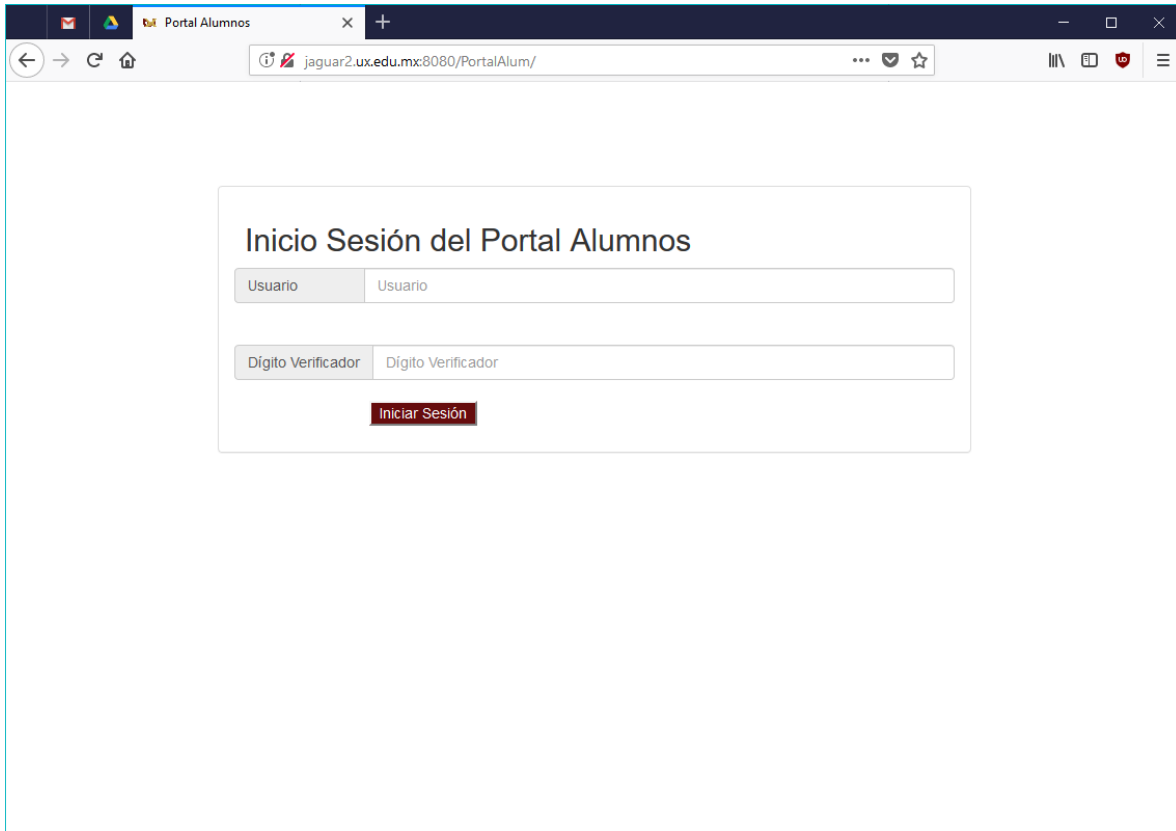 Portal Alumnos
jaguar2.ux.edu.mx:8080/PortalAlum/
Inicio Sesión del Portal Alumnos
Usuario Usuario
Dígito Verificador Dígito Verificador
Iniciar Sesión